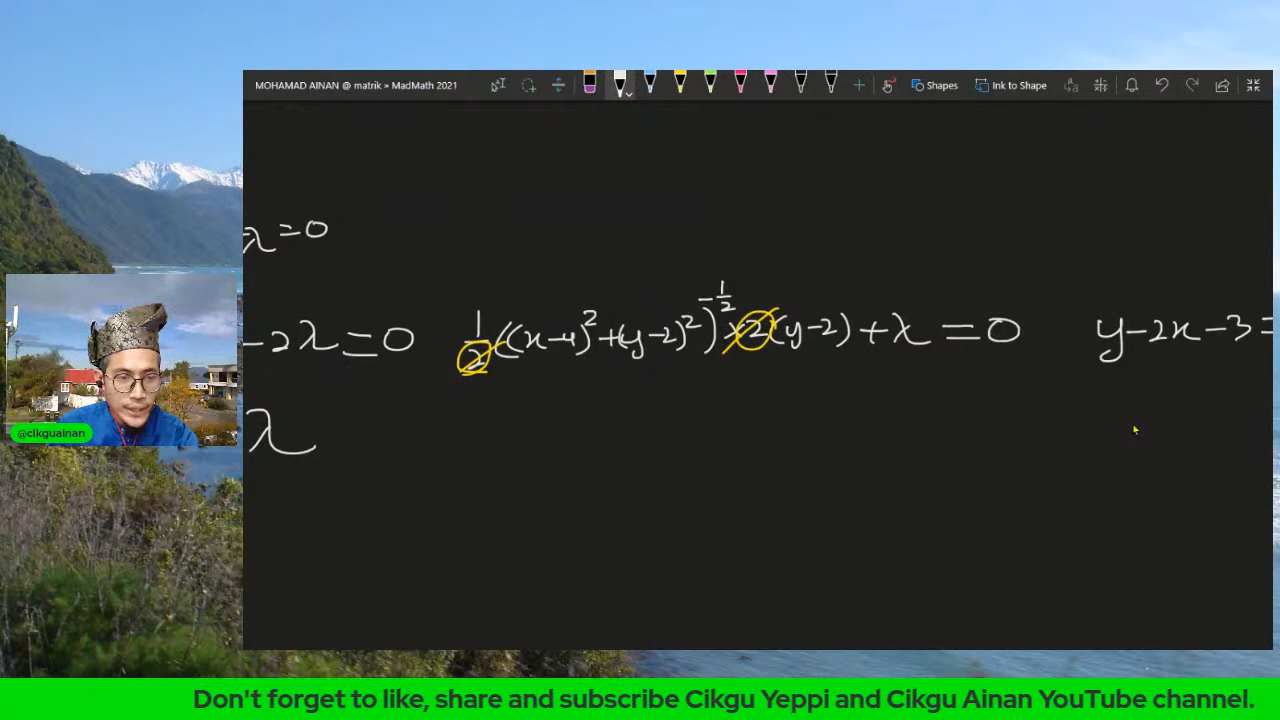 MOHAMAD AINAN @ matrik » MadMath 2021
Shapes
Ink to Shape
λ=0
-2λ=0
1/2((x-4)²+(y-2)²)^-1/2 × 2(y-2)+λ=0
y-2x-3=
λ
@cikguainan
Don't forget to like, share and subscribe Cikgu Yeppi and Cikgu Ainan YouTube channel.